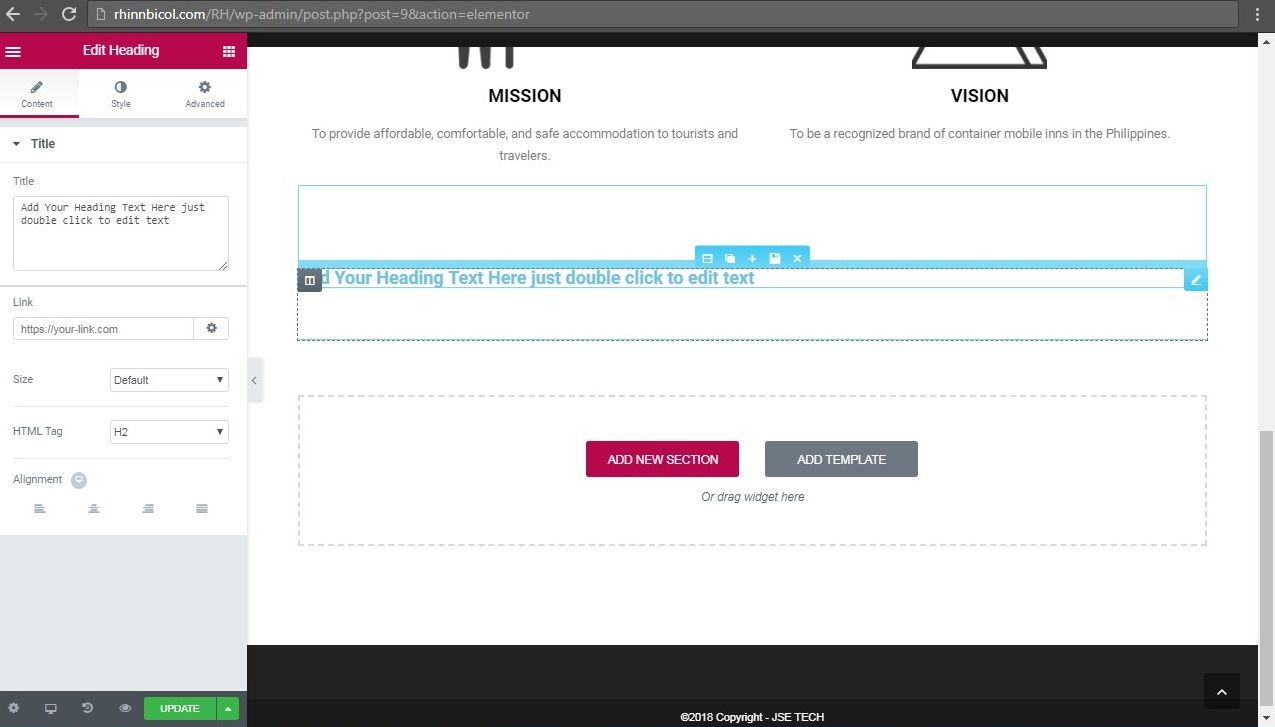 rhinnbicol.com/RH/wp-admin/post.php?post=9&action=elementor
Edit Heading
Content
Style
Advanced
Title
Title
Add Your Heading Text Here just
double click to edit text
Link
https://your-link.com
Size
Default
HTML Tag
H2
Alignment
UPDATE
MISSION
To provide affordable, comfortable, and safe accommodation to tourists and
travelers.
VISION
To be a recognized brand of container mobile inns in the Philippines.
d Your Heading Text Here just double click to edit text
ADD NEW SECTION
ADD TEMPLATE
Or drag widget here
©2018 Copyright - JSE TECH